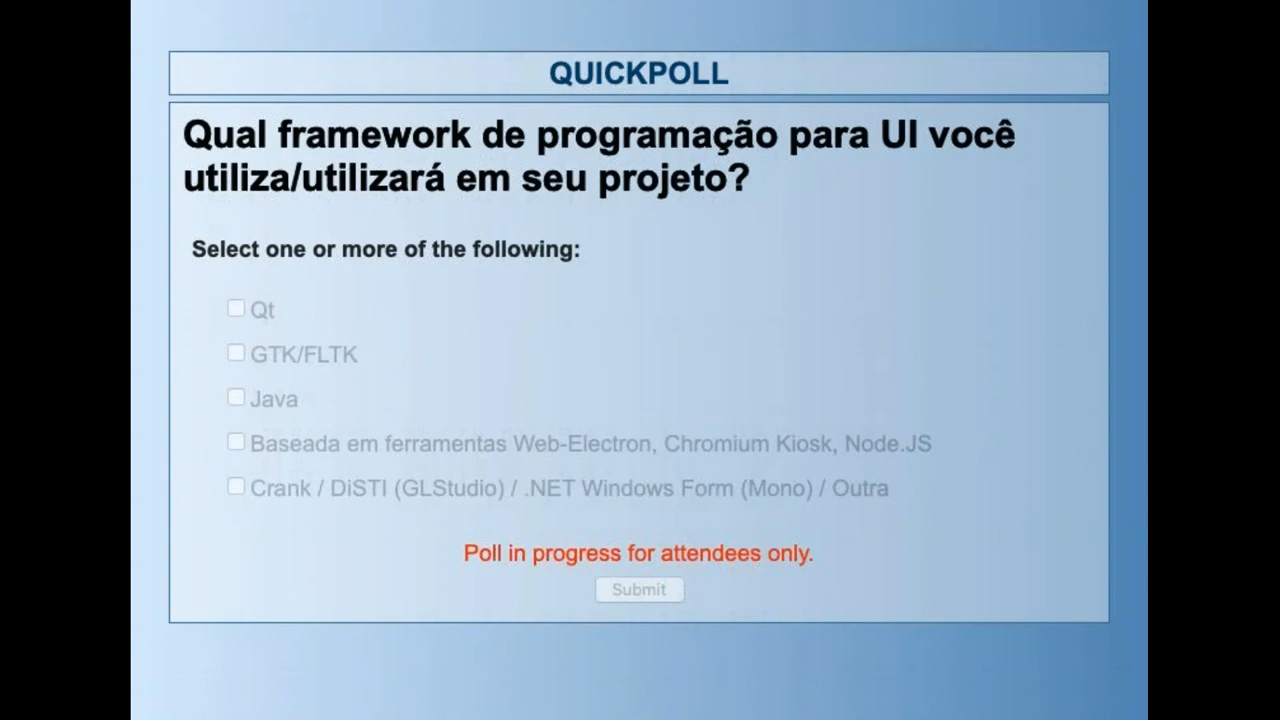 QUICKPOLL
Qual framework de programação para UI você
utiliza/utilizará em seu projeto?
Select one or more of the following:
Qt
GTK/FLTK
Java
Baseada em ferramentas Web-Electron, Chromium Kiosk, Node.JS
Crank / DiSTI (GLStudio) / .NET Windows Form (Mono) / Outra
Poll in progress for attendees only.
Submit